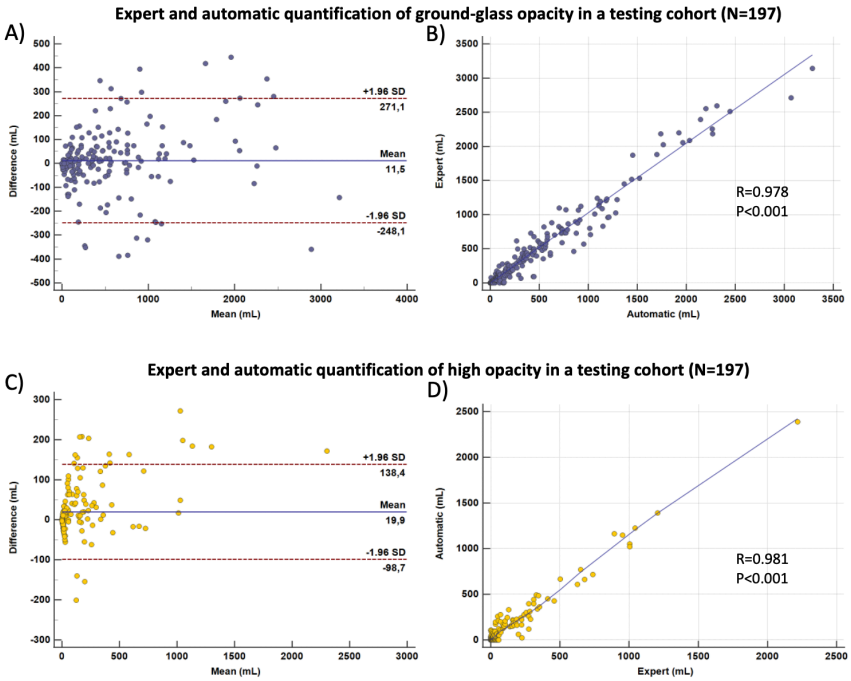 Expert and automatic quantification of ground-glass opacity in a testing cohort (N=197)
A)
500
400
300
200
100
0
-100
-200
-300
-400
-500
Difference (mL)
+1.96 SD
271,1
Mean
11,5
-1.96 SD
-248,1
0
1000
2000
3000
4000
Mean (mL)
B)
3500
3000
2500
2000
1500
1000
500
0
Expert (mL)
R=0.978
P<0.001
0
500
1000
1500
2000
2500
3000
3500
Automatic (mL)
Expert and automatic quantification of high opacity in a testing cohort (N=197)
C)
300
200
100
0
-100
-200
-300
Difference (mL)
+1.96 SD
138,4
Mean
19,9
-1.96 SD
-98,7
0
500
1000
1500
2000
2500
3000
Mean (mL)
D)
2500
2000
1500
1000
500
0
Automatic (mL)
R=0.981
P<0.001
0
500
1000
1500
2000
2500
Expert (mL)